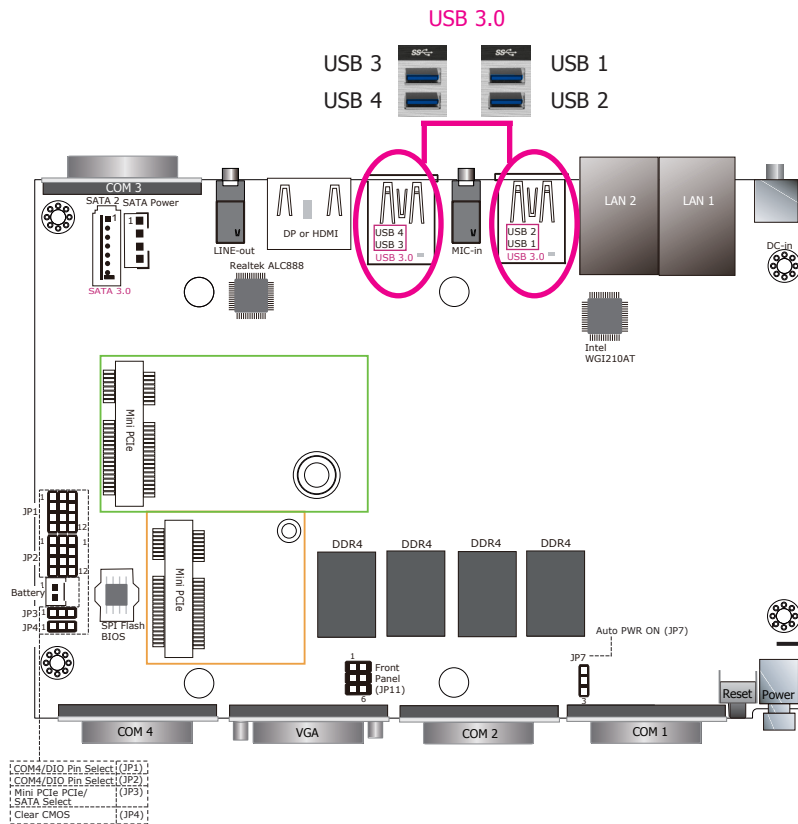 USB 3.0
SS
SS
USB 3
USB 1
USB 4
USB 2
COM 3
SATA 2
SATA Power
1
1
SATA 3.0
LINE-out
DP or HDMI
USB 4
USB 3
USB 3.0
MIC-in
USB 2
USB 1
USB 3.0
LAN 2
LAN 1
DC-in
Realtek ALC888
Intel
WGI210AT
Mini PCIe
Mini PCIe
JP1
1
12
JP2
1
1
12
Battery
1
JP3
1
JP4
1
SPI Flash
BIOS
DDR4
DDR4
DDR4
DDR4
Auto PWR ON (JP7)
JP7
3
1
Front
Panel
(JP11)
6
Reset
Power
COM 4
VGA
COM 2
COM 1
COM4/DIO Pin Select (JP1)
COM4/DIO Pin Select (JP2)
Mini PCIe PCIe/ (JP3)
SATA Select
Clear CMOS (JP4)